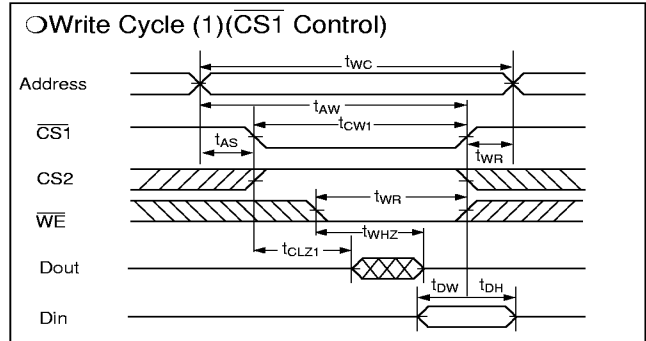 ○Write Cycle (1)(CS1 Control)
tWC
Address
tAW
CS1
tCW1
tAS
tWR
CS2
tWR
WE
tWHZ
tCLZ1
Dout
tDW tDH
Din